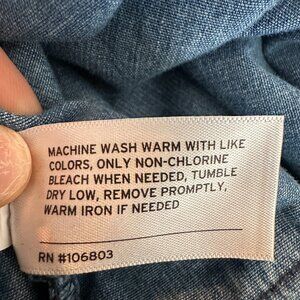 MACHINE WASH WARM WITH LIKE
COLORS, ONLY NON-CHLORINE
BLEACH WHEN NEEDED, TUMBLE
DRY LOW, REMOVE PROMPTLY,
WARM IRON IF NEEDED
RN #106803